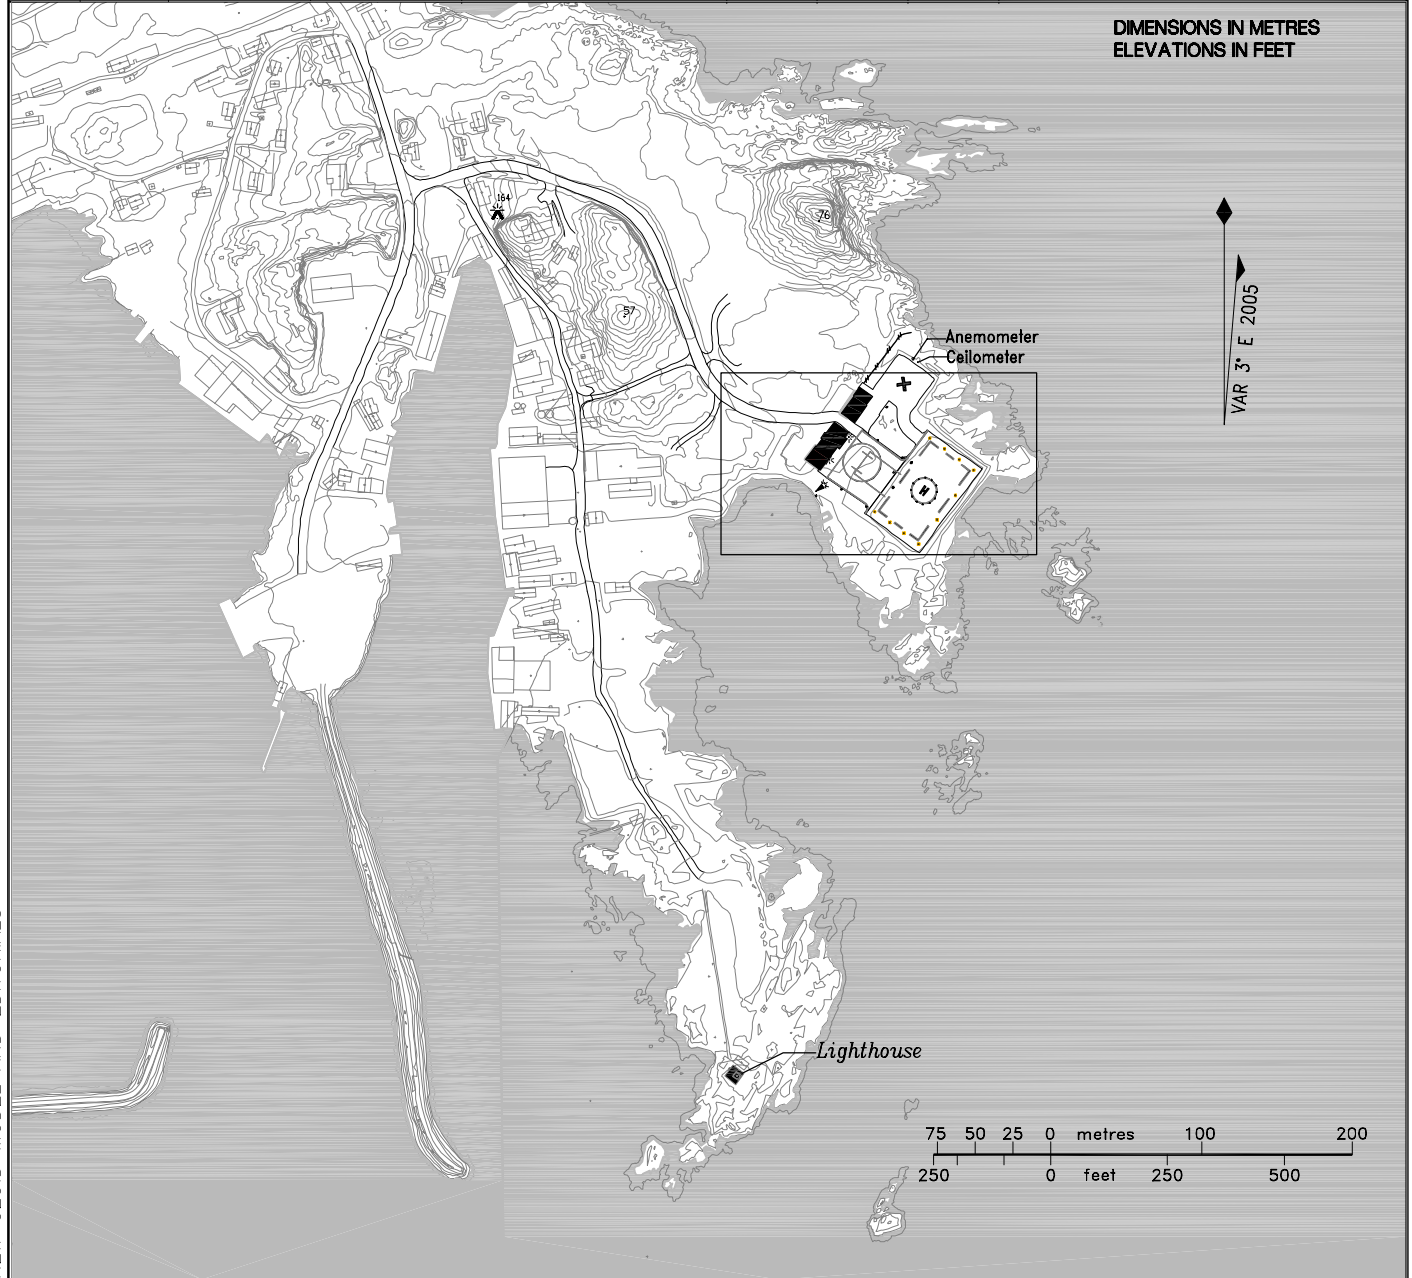 DIMENSIONS IN METRES
ELEVATIONS IN FEET
164
76
57
VAR 3° E 2005
Anemometer
Ceilometer
H
Lighthouse
75 50 25 0 metres 100 200
250 0 feet 250 500